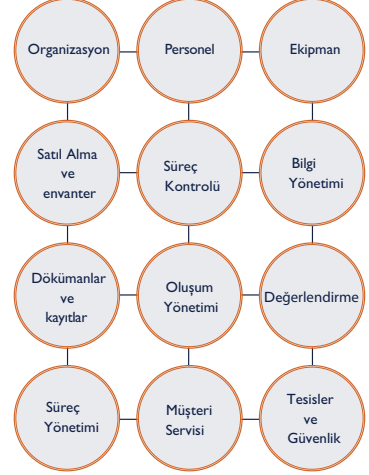 Organizasyon
Personel
Ekipman
Satıl Alma
ve
envanter
Süreç
Kontrolü
Bilgi
Yönetimi
Dökümanlar
ve
kayıtlar
Oluşum
Yönetimi
Değerlendirme
Süreç
Yönetimi
Müşteri
Servisi
Tesisler
ve
Güvenlik